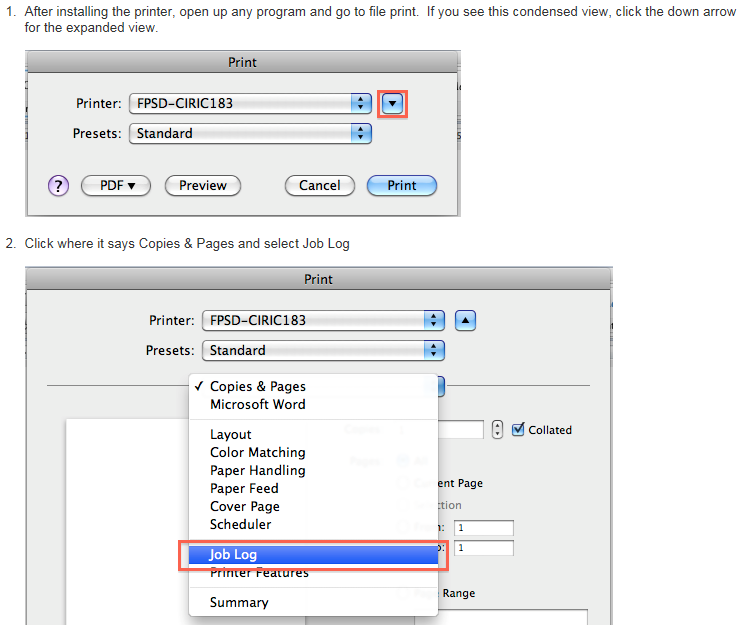 1. After installing the printer, open up any program and go to file print. If you see this condensed view, click the down arrow
for the expanded view.
Print
Printer: FPSD-CIRIC183
Presets: Standard
? PDF ▼ Preview Cancel Print
2. Click where it says Copies & Pages and select Job Log
Print
Printer: FPSD-CIRIC183
Presets: Standard
✓ Copies & Pages
Microsoft Word
Layout
Color Matching
Paper Handling
Paper Feed
Cover Page
Scheduler
Job Log
Printer Features
Summary
Collated
ent Page
ction
1
1
Range